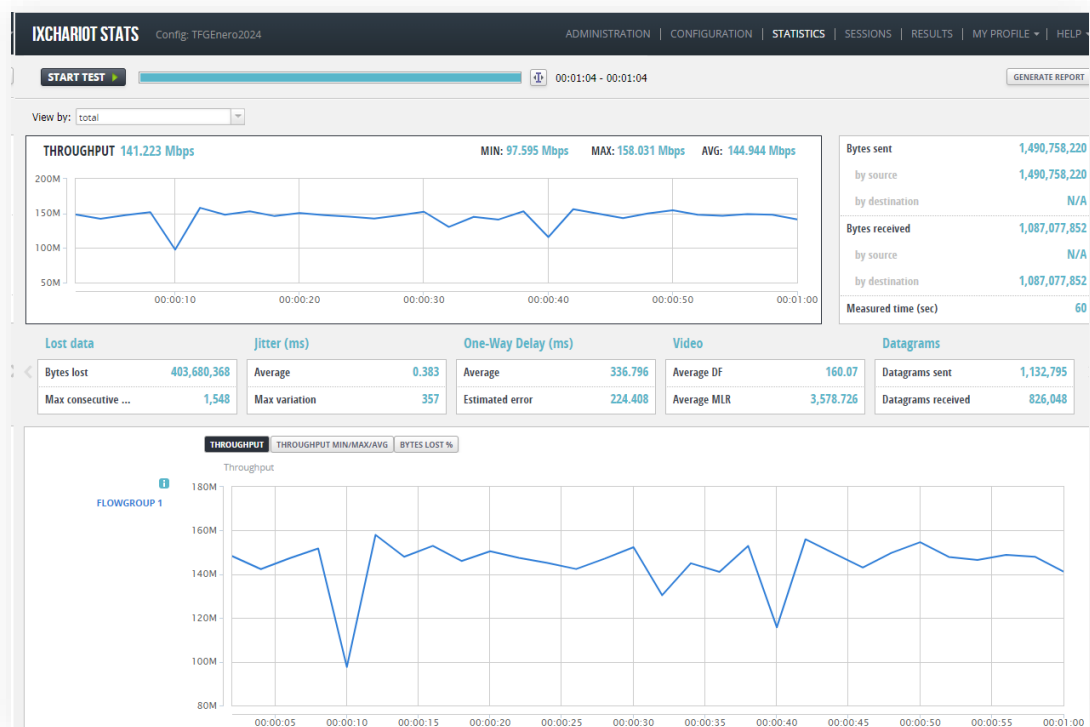 IXCHARIOT STATS Config: TFGEnero2024 ADMINISTRATION | CONFIGURATION | STATISTICS | SESSIONS | RESULTS | MY PROFILE | HELP
START TEST 00:01:04 - 00:01:04 GENERATE REPORT
View by: total
THROUGHPUT 141.223 Mbps MIN: 97.595 Mbps MAX: 158.031 Mbps AVG: 144.944 Mbps
200M
150M
100M
50M
00:00:10 00:00:20 00:00:30 00:00:40 00:00:50 00:01:00
Bytes sent 1,490,758,220
by source 1,490,758,220
by destination N/A
Bytes received 1,087,077,852
by source N/A
by destination 1,087,077,852
Measured time (sec) 60
Lost data
Bytes lost 403,680,368
Max consecutive ... 1,548
Jitter (ms)
Average 0.383
Max variation 357
One-Way Delay (ms)
Average 336.796
Estimated error 224.408
Video
Average DF 160.07
Average MLR 3,578.726
Datagrams
Datagrams sent 1,132,795
Datagrams received 826,048
THROUGHPUT THROUGHPUT MIN/MAX/AVG BYTES LOST %
Throughput
FLOWGROUP 1
180M
160M
140M
120M
100M
80M
00:00:05 00:00:10 00:00:15 00:00:20 00:00:25 00:00:30 00:00:35 00:00:40 00:00:45 00:00:50 00:00:55 00:01:00